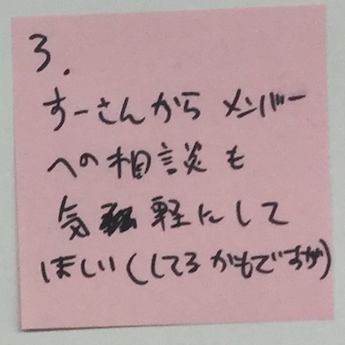 3.
すーさんから メンバー
への相談も
気軽にして
ほしい(してるかもですが)